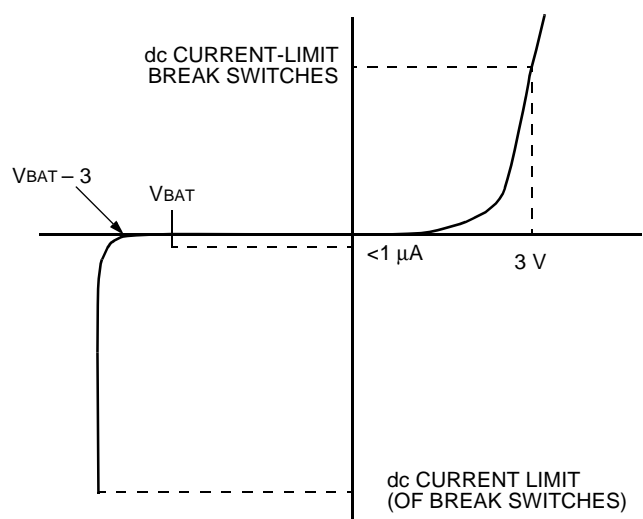 dc CURRENT-LIMIT
BREAK SWITCHES
VBAT – 3
VBAT
<1 µA
3 V
dc CURRENT LIMIT
(OF BREAK SWITCHES)